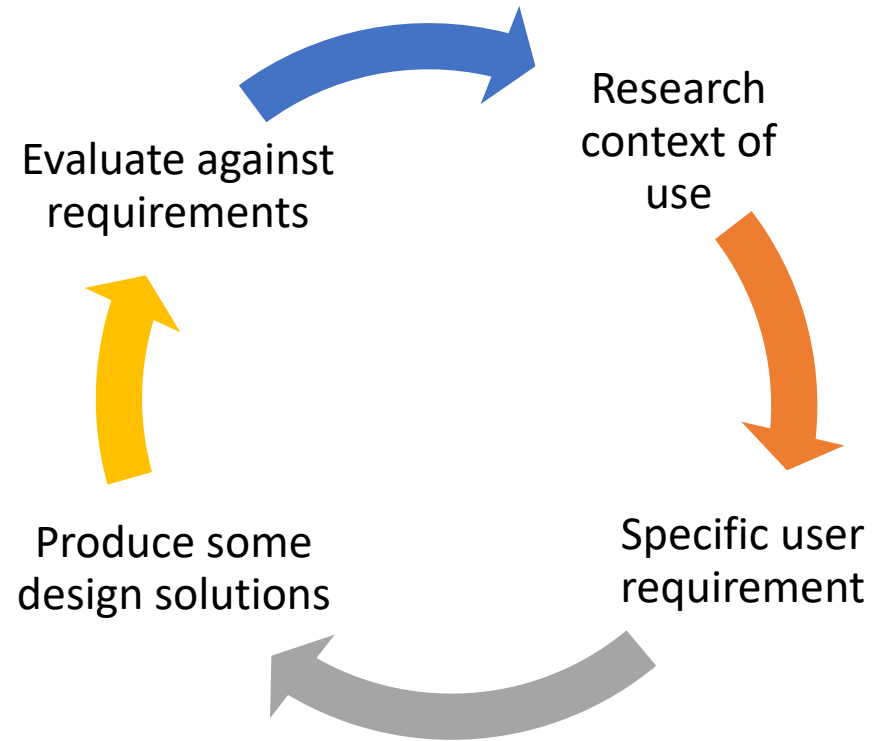 Research
context of
use
Specific user
requirement
Produce some
design solutions
Evaluate against
requirements